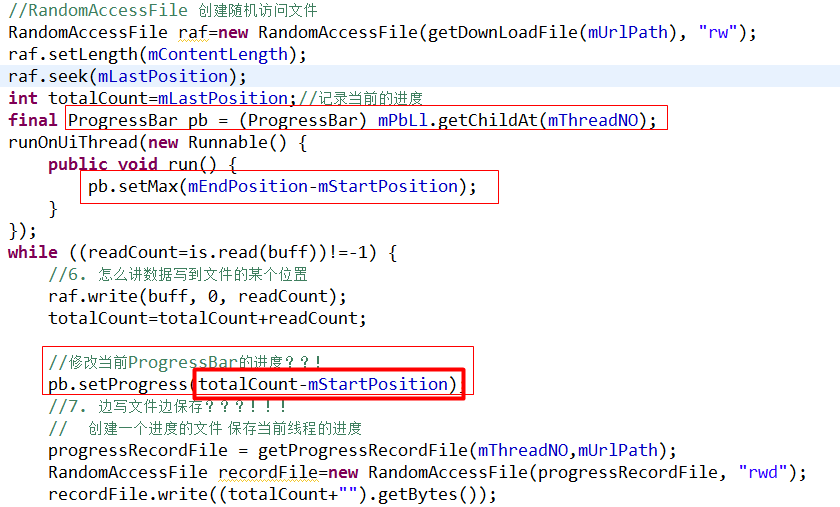 //RandomAccessFile 创建随机访问文件
RandomAccessFile raf=new RandomAccessFile(getDownLoadFile(mUrlPath), "rw");
raf.setLength(mContentLength);
raf.seek(mLastPosition);
int totalCount=mLastPosition;//记录当前的进度
final ProgressBar pb = (ProgressBar) mPbLl.getChildAt(mThreadNO);
runOnUiThread(new Runnable() {
public void run() {
pb.setMax(mEndPosition-mStartPosition);
}
});
while ((readCount=is.read(buff))!=-1) {
//6. 怎么讲数据写到文件的某个位置
raf.write(buff, 0, readCount);
totalCount=totalCount+readCount;
//修改当前ProgressBar的进度？？！
pb.setProgress(totalCount-mStartPosition);
//7. 边写文件边保存？？？！！！
// 创建一个进度的文件 保存当前线程的进度
progressRecordFile = getProgressRecordFile(mThreadNO,mUrlPath);
RandomAccessFile recordFile=new RandomAccessFile(progressRecordFile, "rwd");
recordFile.write((totalCount+"").getBytes());